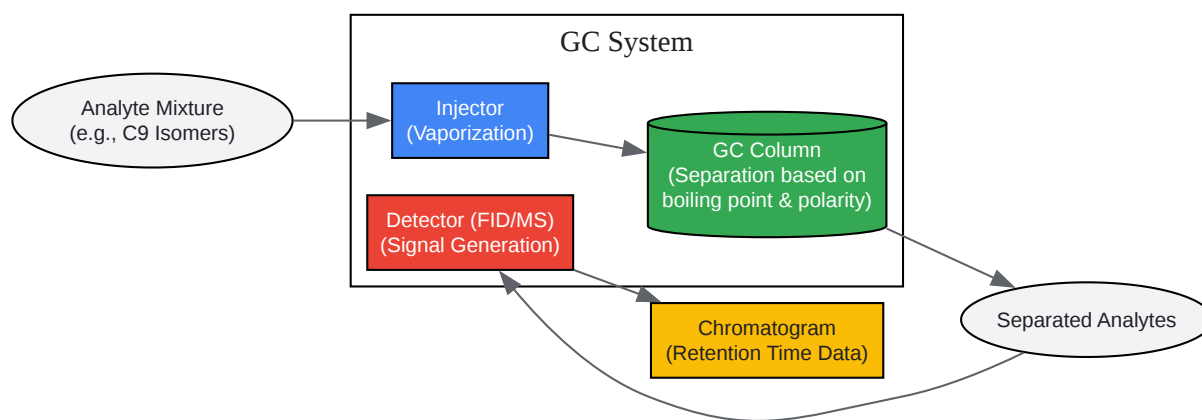 GC System
Analyte Mixture
(e.g., C9 Isomers)
Injector
(Vaporization)
GC Column
(Separation based on
boiling point & polarity)
Detector (FID/MS)
(Signal Generation)
Separated Analytes
Chromatogram
(Retention Time Data)